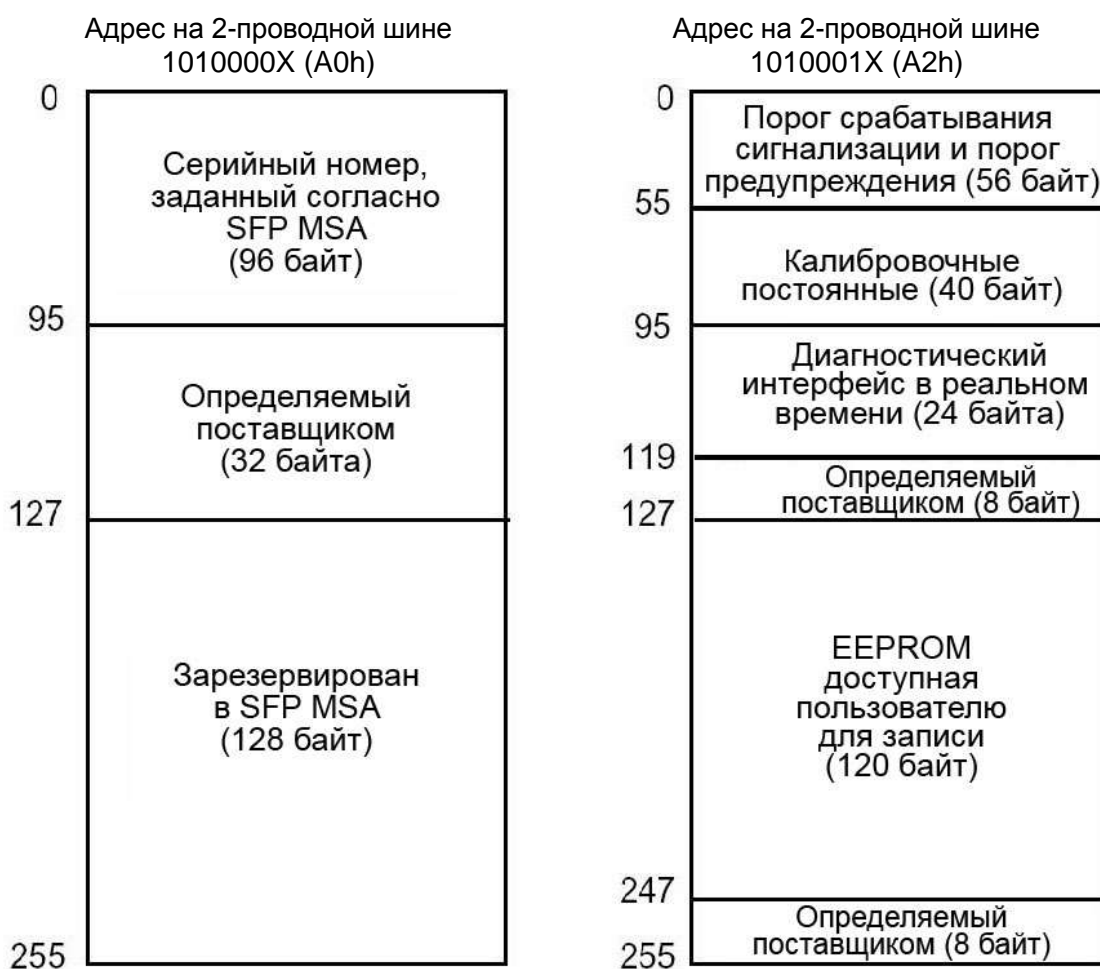 Адрес на 2-проводной шине
1010000X (A0h)
0
Серийный номер,
заданный согласно
SFP MSA
(96 байт)
95
Определяемый
поставщиком
(32 байта)
127
Зарезервирован
в SFP MSA
(128 байт)
255
Адрес на 2-проводной шине
1010001X (A2h)
0
Порог срабатывания
сигнализации и порог
предупреждения (56 байт)
55
Калибровочные
постоянные (40 байт)
95
Диагностический
интерфейс в реальном
времени (24 байта)
119
Определяемый
поставщиком (8 байт)
127
EEPROM
доступная
пользователю
для записи
(120 байт)
247
Определяемый
поставщиком (8 байт)
255